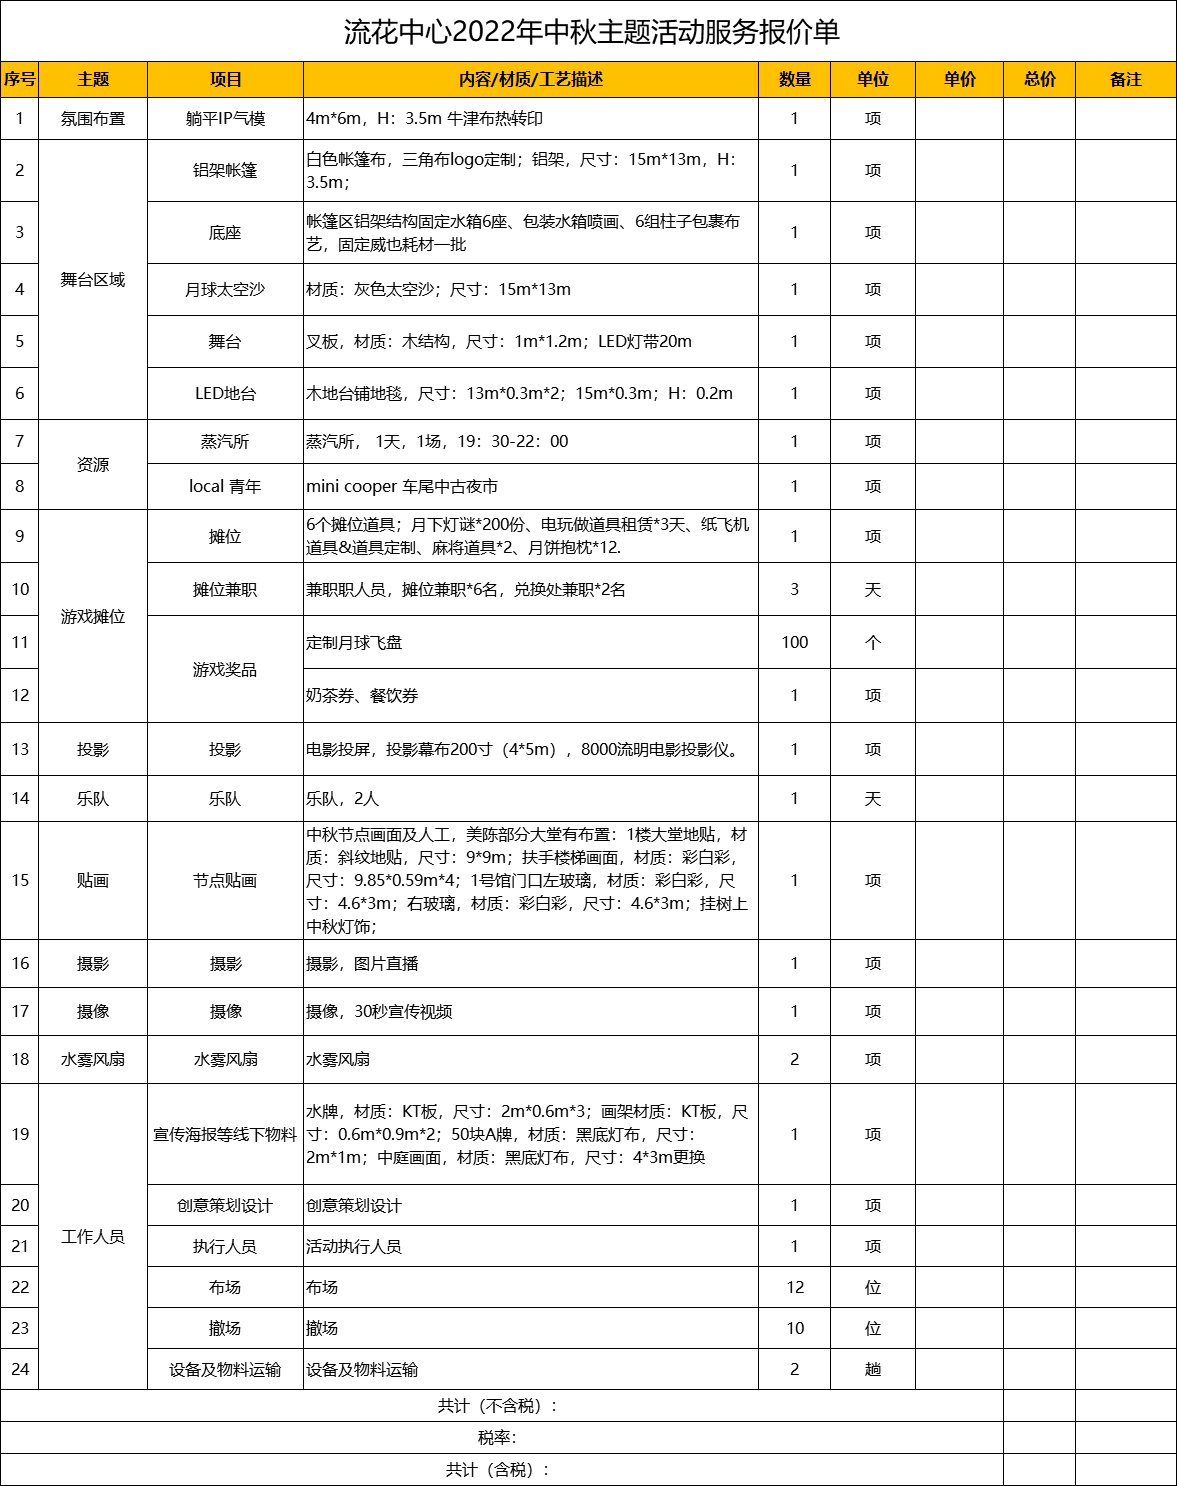 流花中心2022年中秋主题活动服务报价单
序号 主题 项目 内容/材质/工艺描述 数量 单位 单价 总价 备注
1 氛围布置 躺平IP气模 4m*6m，H：3.5m 牛津布热转印 1 项
2 舞台区域 铝架帐篷 白色帐篷布，三角布logo定制；铝架，尺寸：15m*13m，H：
3.5m； 1 项
3 底座 帐篷区铝架结构固定水箱6座、包装水箱喷画、6组柱子包裹布
艺，固定威也耗材一批 1 项
4 月球太空沙 材质：灰色太空沙；尺寸：15m*13m 1 项
5 舞台 叉板，材质：木结构，尺寸：1m*1.2m；LED灯带20m 1 项
6 LED地台 木地台铺地毯，尺寸：13m*0.3m*2；15m*0.3m；H：0.2m 1 项
7 资源 蒸汽所 蒸汽所， 1天，1场，19：30-22：00 1 项
8 local 青年 mini cooper 车尾中古夜市 1 项
9 游戏摊位 摊位 6个摊位道具；月下灯谜*200份、电玩做道具租赁*3天、纸飞机
道具&道具定制、麻将道具*2、月饼抱枕*12. 1 项
10 摊位兼职 兼职职人员，摊位兼职*6名，兑换处兼职*2名 3 天
11 游戏奖品 定制月球飞盘 100 个
12 奶茶券、餐饮券 1 项
13 投影 投影 电影投屏，投影幕布200寸（4*5m）, 8000流明电影投影仪。 1 项
14 乐队 乐队 乐队，2人 1 天
15 贴画 节点贴画 中秋节点画面及人工，美陈部分大堂有布置：1楼大堂地贴，材
质：斜纹地贴，尺寸：9*9m；扶手楼梯画面，材质：彩白彩，
尺寸：9.85*0.59m*4；1号馆门口左玻璃，材质：彩白彩，尺
寸：4.6*3m；右玻璃，材质：彩白彩，尺寸：4.6*3m；挂树上
中秋灯饰； 1 项
16 摄影 摄影 摄影，图片直播 1 项
17 摄像 摄像 摄像，30秒宣传视频 1 项
18 水雾风扇 水雾风扇 水雾风扇 2 项
19 工作人员 宣传海报等线下物料 水牌，材质：KT板，尺寸：2m*0.6m*3；画架材质：KT板，尺
寸：0.6m*0.9m*2；50块A牌，材质：黑底灯布，尺寸：
2m*1m；中庭画面，材质：黑底灯布，尺寸：4*3m更换 1 项
20 创意策划设计 创意策划设计 1 项
21 执行人员 活动执行人员 1 项
22 布场 布场 12 位
23 撤场 撤场 10 位
24 设备及物料运输 设备及物料运输 2 趟
共计（不含税）：
税率：
共计（含税）：